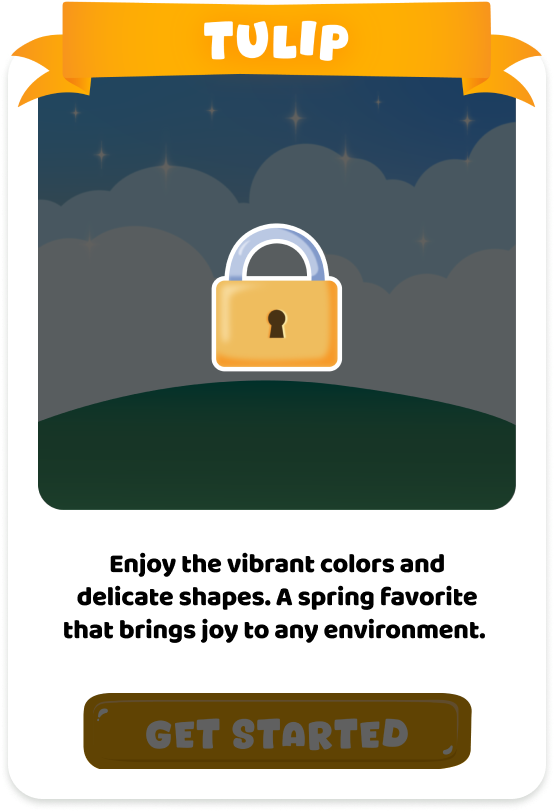 TULIP
Enjoy the vibrant colors and
delicate shapes. A spring favorite
that brings joy to any environment.
GET STARTED